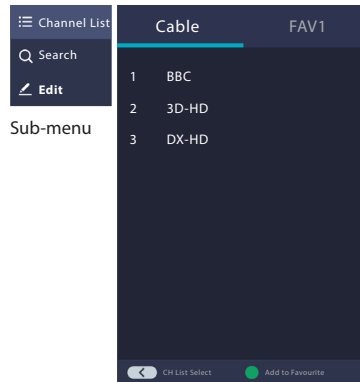 Channel List
Search
Edit
Sub-menu
Cable FAV1
1 BBC
2 3D-HD
3 DX-HD
CH List Select Add to Favourite